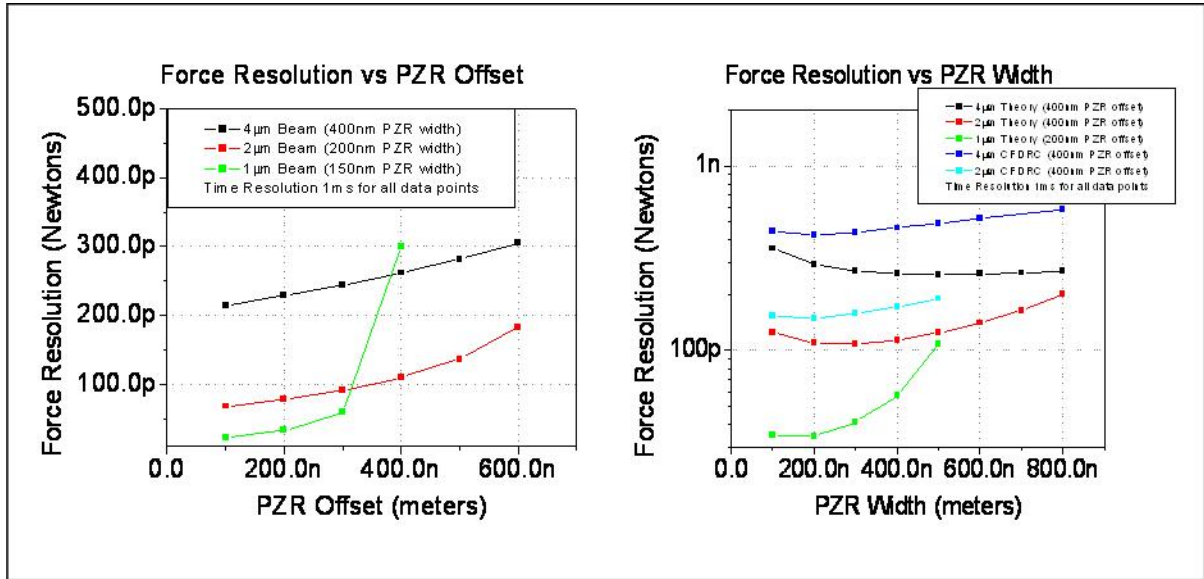 Force Resolution vs PZR Offset
500.0p
400.0p
300.0p
200.0p
100.0p
Force Resolution (Newtons)
4µm Beam (400nm PZR width)
2µm Beam (200nm PZR width)
1µm Beam (150nm PZR width)
Time Resolution 1ms for all data points
0.0
200.0n
400.0n
600.0n
PZR Offset (meters)
Force Resolution vs PZR Width
1n
100p
Force Resolution (Newtons)
4µm Theory (400nm PZR offset)
2µm Theory (400nm PZR offset)
1µm Theory (200nm PZR offset)
4µm CFDRC (400nm PZR offset)
2µm CFDRC (400nm PZR offset)
Time Resolution 1ms for all data points
0.0
200.0n
400.0n
600.0n
800.0n
PZR Width (meters)